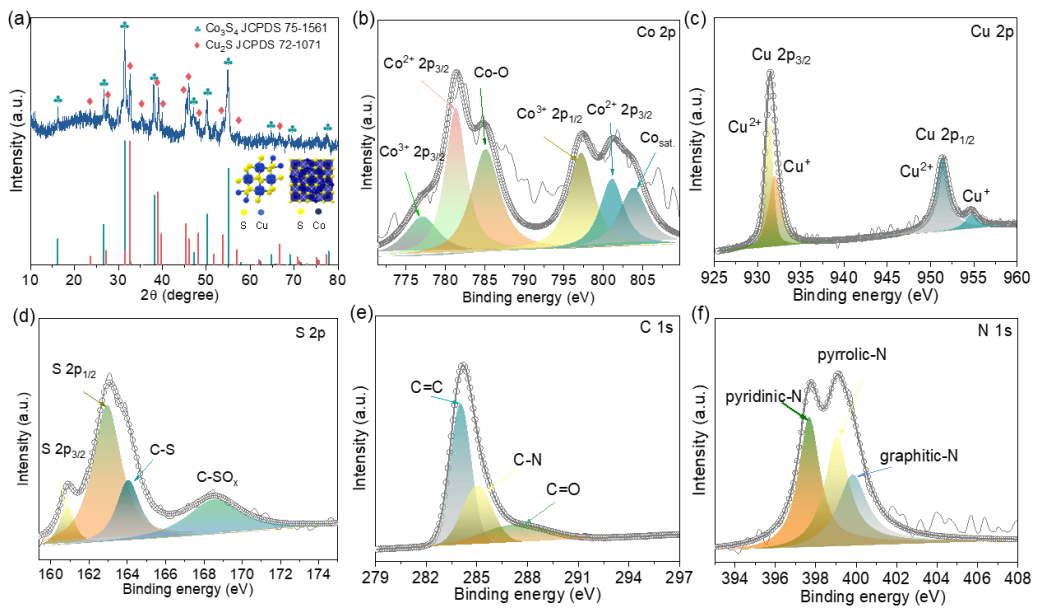 (a)
♣ Co₃S₄ JCPDS 75-1561
♦ Cu₂S JCPDS 72-1071
Intensity (a.u.)
S Cu S Co
10 20 30 40 50 60 70 80
2θ (degree)
(b)
Co 2p
Co²⁺ 2p₃/₂
Co-O
Co³⁺ 2p₁/₂
Co²⁺ 2p₃/₂
Co³⁺ 2p₃/₂
Co sat.
Intensity (a.u.)
775 780 785 790 795 800 805
Binding energy (eV)
(c)
Cu 2p
Cu 2p₃/₂
Cu²⁺
Cu⁺
Cu 2p₁/₂
Cu²⁺
Cu⁺
Intensity (a.u.)
925 930 935 940 945 950 955 960
Binding energy (eV)
(d)
S 2p
S 2p₁/₂
S 2p₃/₂
C-S
C-SOₓ
Intensity (a.u.)
160 162 164 166 168 170 172 174
Binding energy (eV)
(e)
C 1s
C=C
C-N
C=O
Intensity (a.u.)
279 282 285 288 291 294 297
Binding energy (eV)
(f)
N 1s
pyrrolic-N
pyridinic-N
graphitic-N
Intensity (a.u.)
394 396 398 400 402 404 406 408
Binding energy (eV)